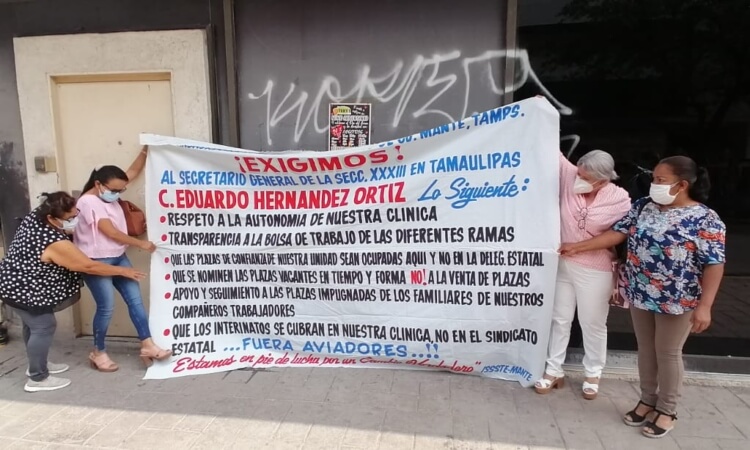 DE CD. MANTE, TAMPS.
¡EXIGIMOS!
AL SECRETARIO GENERAL DE LA SECC. XXXIII EN TAMAULIPAS
C. EDUARDO HERNANDEZ ORTIZ Lo Siguiente:
• RESPETO A LA AUTONOMIA DE NUESTRA CLINICA
• TRANSPARENCIA A LA BOLSA DE TRABAJO DE LAS DIFERENTES RAMAS
QUE LAS PLAZAS DE CONFIANZA DE NUESTRA UNIDAD SEAN OCUPADAS AQUI Y NO EN LA DELEG. ESTATAL
• QUE SE NOMINEN LAS PLAZAS VACANTES EN TIEMPO Y FORMA NO! A LA VENTA DE PLAZAS
• APOYO Y SEGUIMIENTO A LAS PLAZAS IMPUGNADAS DE LOS FAMILIARES DE NUESTROS
COMPAÑEROS TRABAJADORES
• QUE LOS INTERINATOS SE CUBRAN EN NUESTRA CLINICA, NO EN EL SINDICATO
ESTATAL ...FUERA AVIADORES...!!
Estamos en pie de lucha por un Cambio
ISSSTE-MANTE